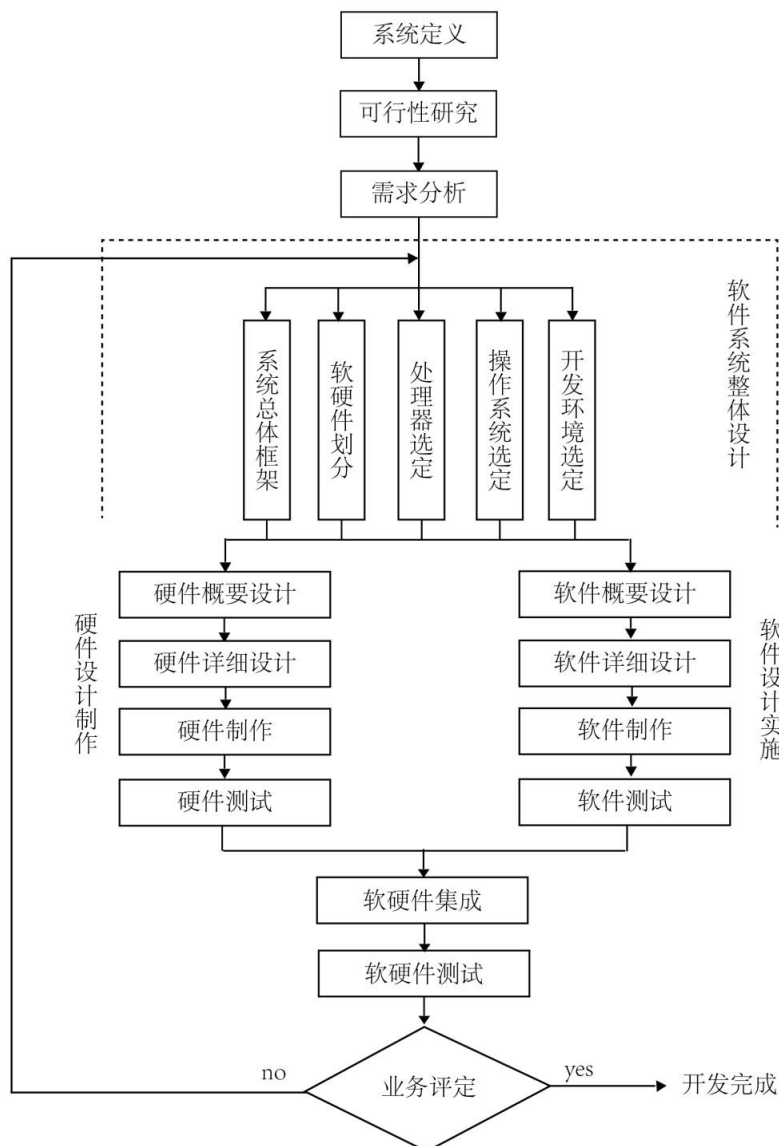 系统定义
可行性研究
需求分析
软件系统整体设计
系统总体框架
软硬件划分
处理器选定
操作系统选定
开发环境选定
硬件设计制作
硬件概要设计
硬件详细设计
硬件制作
硬件测试
软件概要设计
软件详细设计
软件制作
软件测试
软件设计实施
软硬件集成
软硬件测试
业务评定
no
yes
开发完成